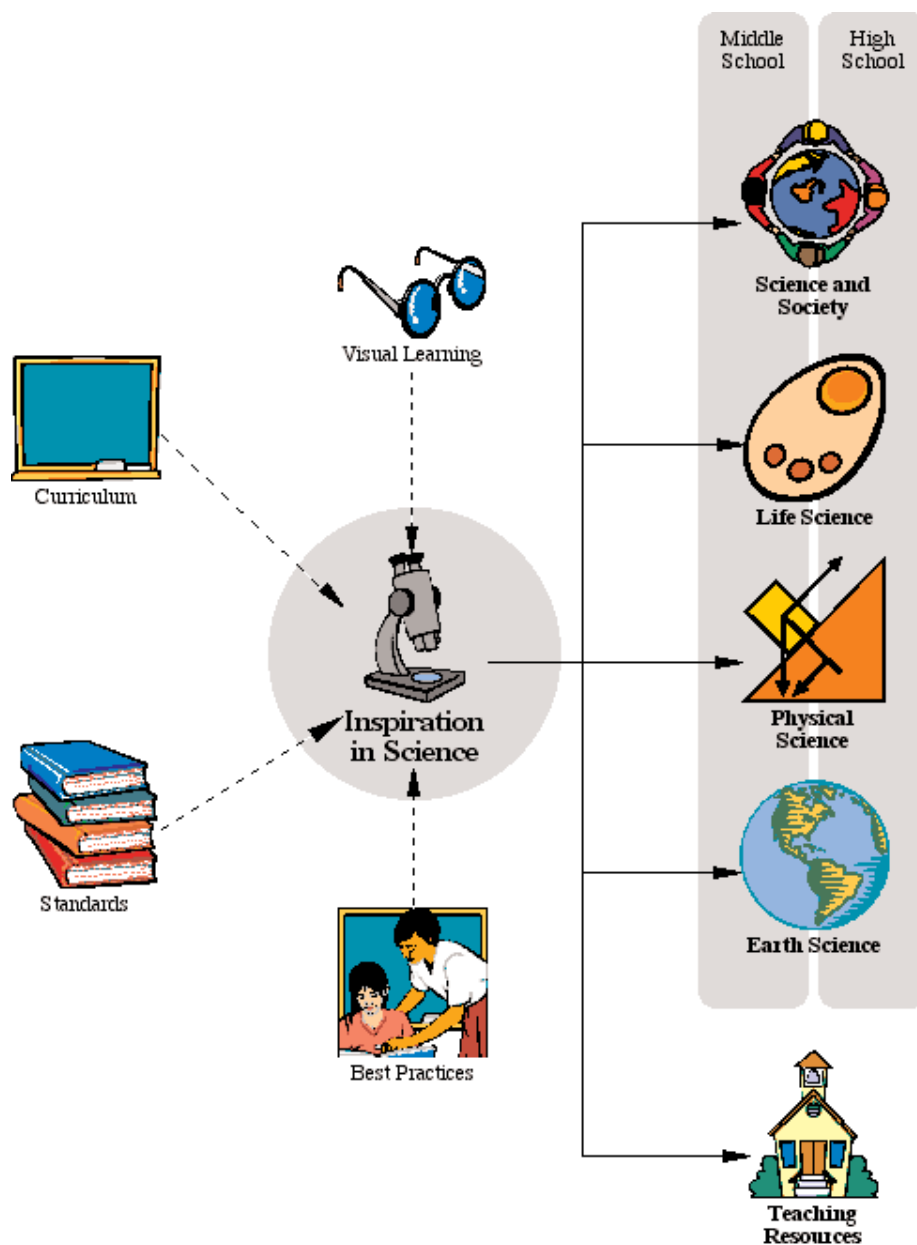 Middle
School
High
School
Science and
Society
Visual Learning
Curriculum
Life Science
Inspiration
in Science
Physical
Science
Standards
Earth Science
Best Practices
Teaching
Resources